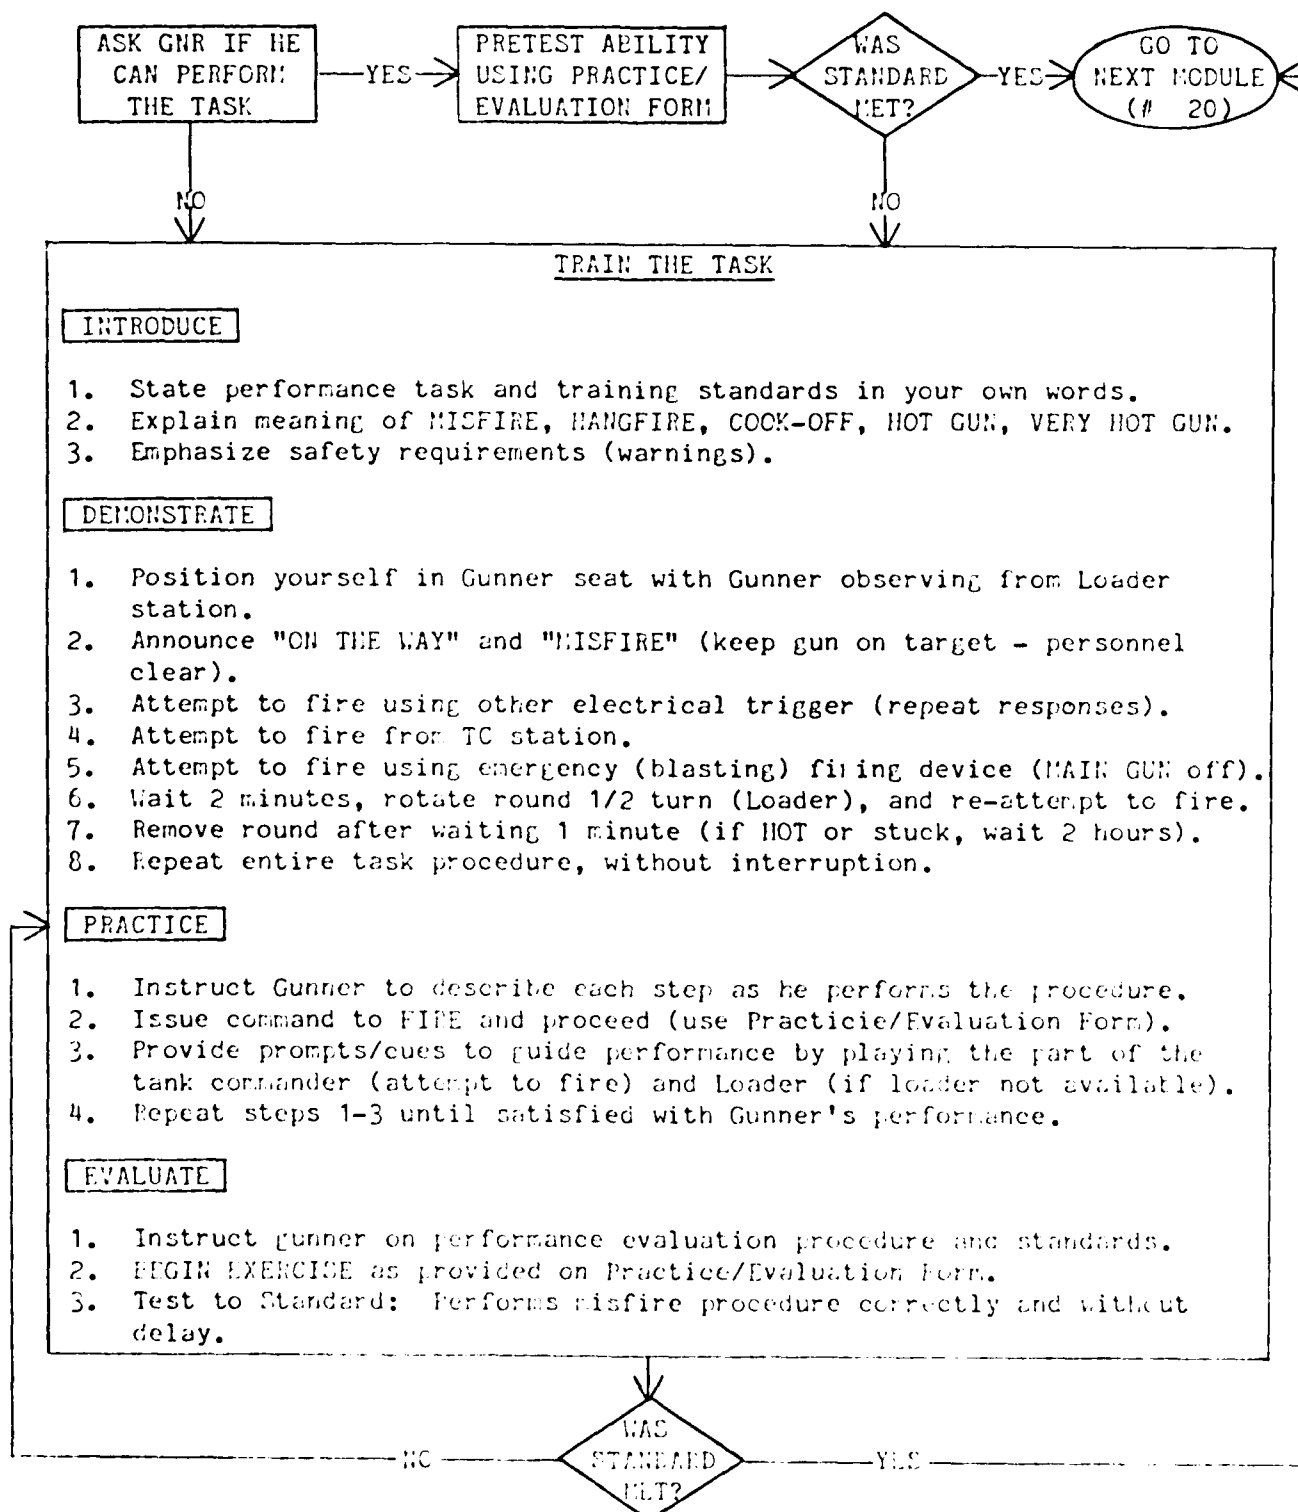 ASK GNR IF HE
CAN PERFORM
THE TASK
YES
PRETEST ABILITY
USING PRACTICE/
EVALUATION FORM
WAS
STANDARD
MET?
YES
GO TO
NEXT MODULE
(# 20)
NO
NO
TRAIN THE TASK
INTRODUCE
1. State performance task and training standards in your own words.
2. Explain meaning of MISFIRE, HANGFIRE, COOK-OFF, HOT GUN, VERY HOT GUN.
3. Emphasize safety requirements (warnings).
DEMONSTRATE
1. Position yourself in Gunner seat with Gunner observing from Loader
station.
2. Announce "ON THE WAY" and "MISFIRE" (keep gun on target - personnel
clear).
3. Attempt to fire using other electrical trigger (repeat responses).
4. Attempt to fire from TC station.
5. Attempt to fire using emergency (blasting) firing device (MAIN GUN off).
6. Wait 2 minutes, rotate round 1/2 turn (Loader), and re-attempt to fire.
7. Remove round after waiting 1 minute (if HOT or stuck, wait 2 hours).
8. Repeat entire task procedure, without interruption.
PRACTICE
1. Instruct Gunner to describe each step as he performs the procedure.
2. Issue command to FIRE and proceed (use Practicie/Evaluation Form).
3. Provide prompts/cues to guide performance by playing the part of the
tank commander (attempt to fire) and Loader (if loader not available).
4. Repeat steps 1-3 until satisfied with Gunner's performance.
EVALUATE
1. Instruct gunner on performance evaluation procedure and standards.
2. BEGIN EXERCISE as provided on Practice/Evaluation Form.
3. Test to Standard: Performs misfire procedure correctly and without
delay.
WAS
STANDARD
MET?
NO
YES